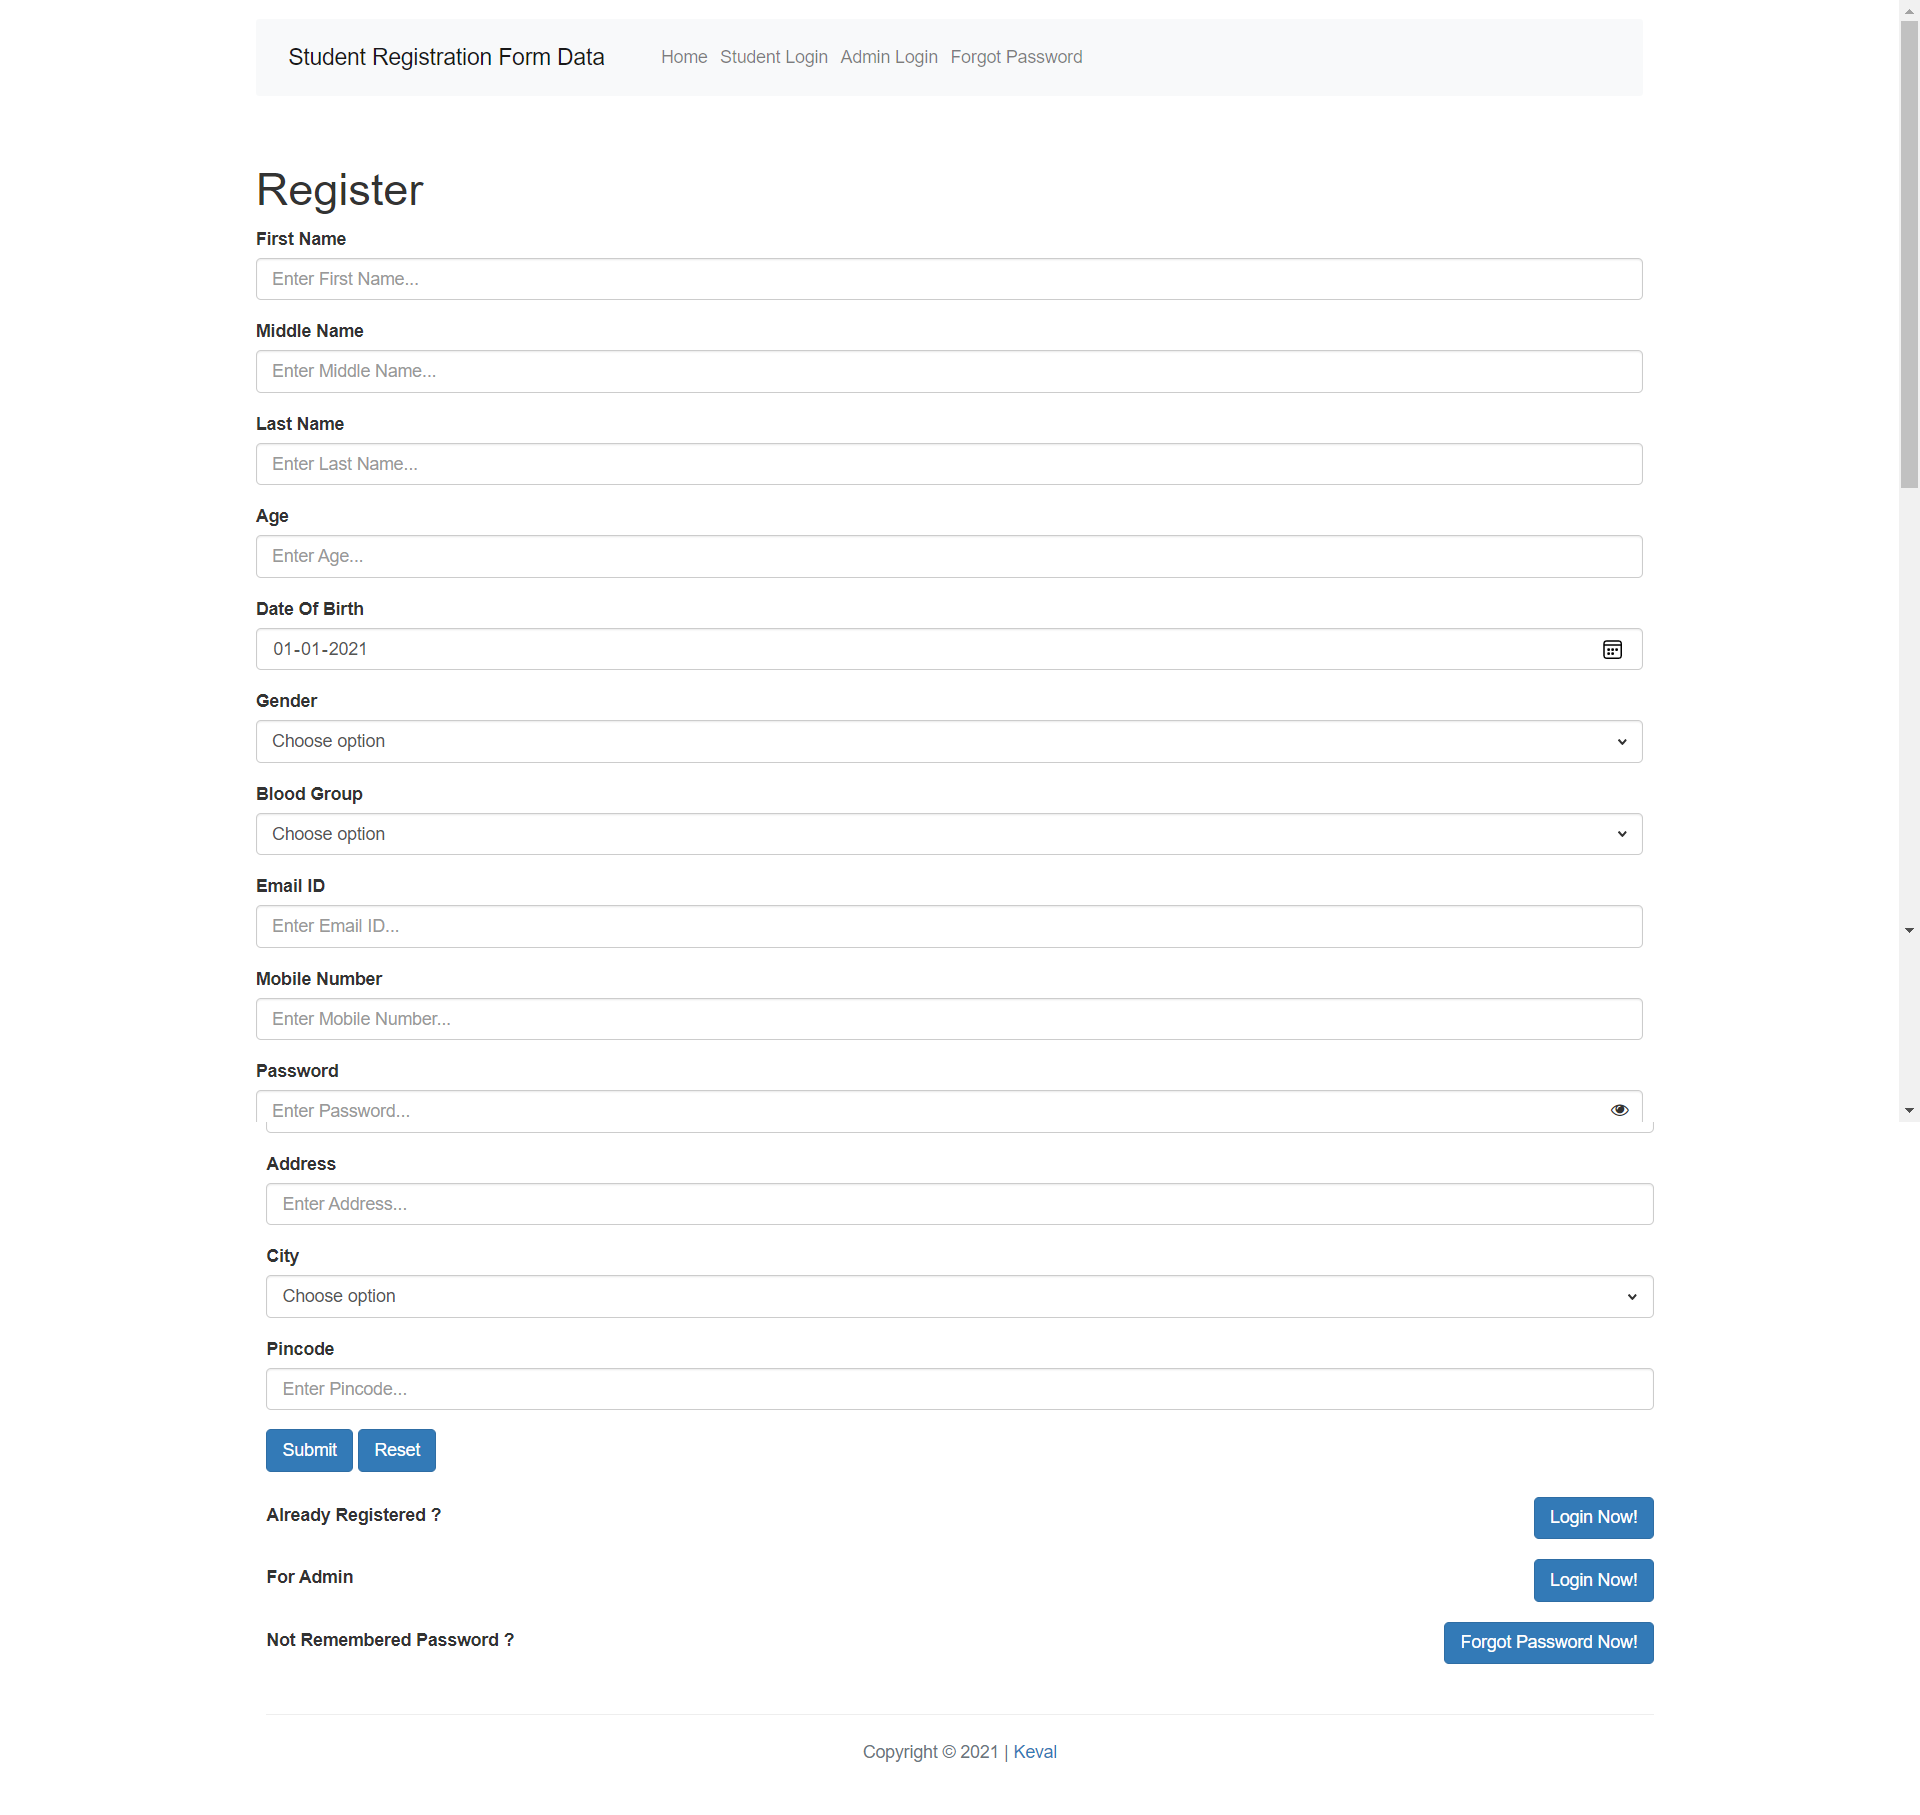 Student Registration Form Data Home Student Login Admin Login Forgot Password
Register
First Name
Enter First Name...
Middle Name
Enter Middle Name...
Last Name
Enter Last Name...
Age
Enter Age...
Date Of Birth
01-01-2021
Gender
Choose option
Blood Group
Choose option
Email ID
Enter Email ID...
Mobile Number
Enter Mobile Number...
Password
Enter Password...
Address
Enter Address...
City
Choose option
Pincode
Enter Pincode...
Submit Reset
Already Registered ? Login Now!
For Admin Login Now!
Not Remembered Password ? Forgot Password Now!
Copyright © 2021 | Keval